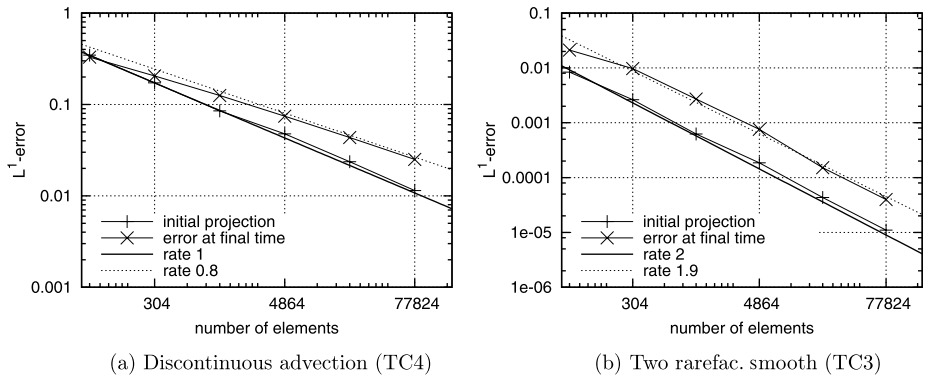 1
0.1
0.01
0.001
L1-error
initial projection
error at final time
rate 1
rate 0.8
304
4864
77824
number of elements
(a) Discontinuous advection (TC4)
0.1
0.01
0.001
0.0001
1e-05
1e-06
L1-error
initial projection
error at final time
rate 2
rate 1.9
304
4864
77824
number of elements
(b) Two rarefac. smooth (TC3)